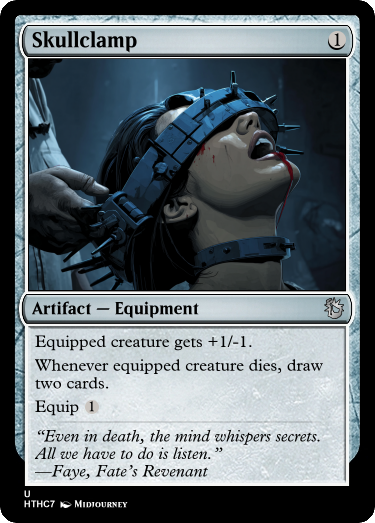 Skullclamp 1
Artifact — Equipment
Equipped creature gets +1/-1.
Whenever equipped creature dies, draw
two cards.
Equip 1
“Even in death, the mind whispers secrets.
All we have to do is listen.”
—Faye, Fate's Revenant
U
HTHC7 Midjourney